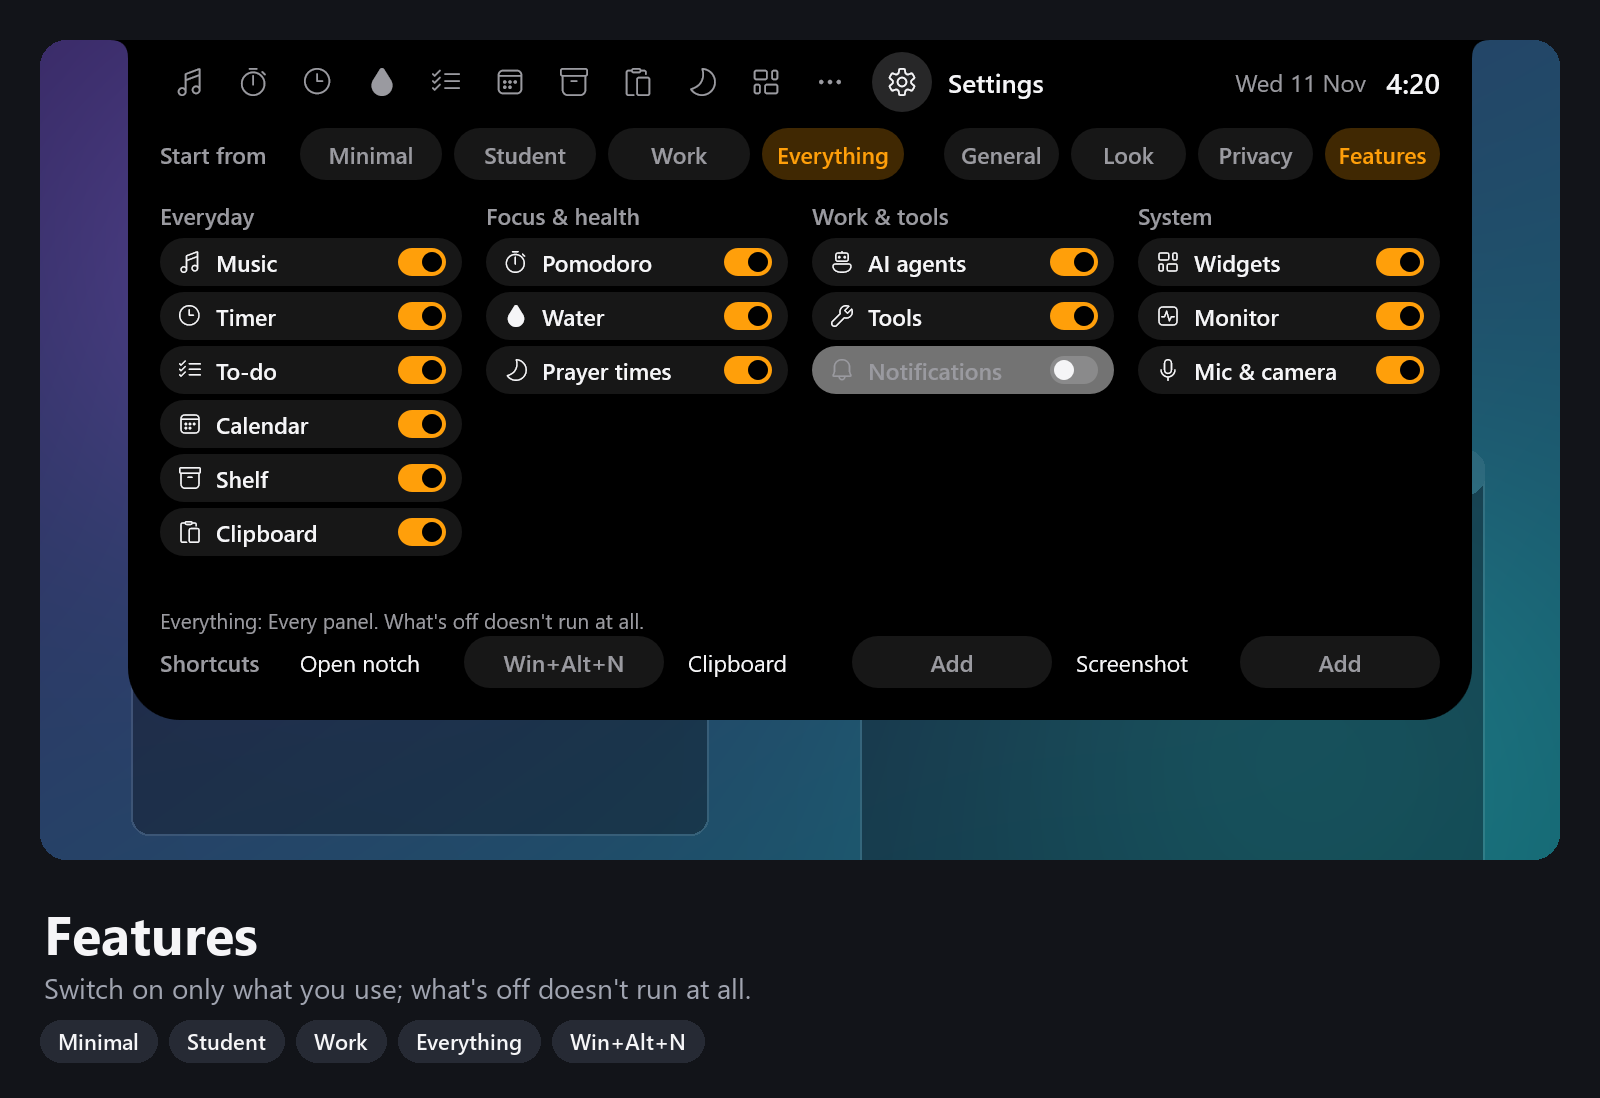 Settings
Wed 11 Nov 4:20
Start from Minimal Student Work Everything General Look Privacy Features
Everyday Focus & health Work & tools System
Music Pomodoro AI agents Widgets
Timer Water Tools Monitor
To-do Prayer times Notifications Mic & camera
Calendar
Shelf
Clipboard
Everything: Every panel. What's off doesn't run at all.
Shortcuts Open notch Win+Alt+N Clipboard Add Screenshot Add
Features
Switch on only what you use; what's off doesn't run at all.
Minimal Student Work Everything Win+Alt+N